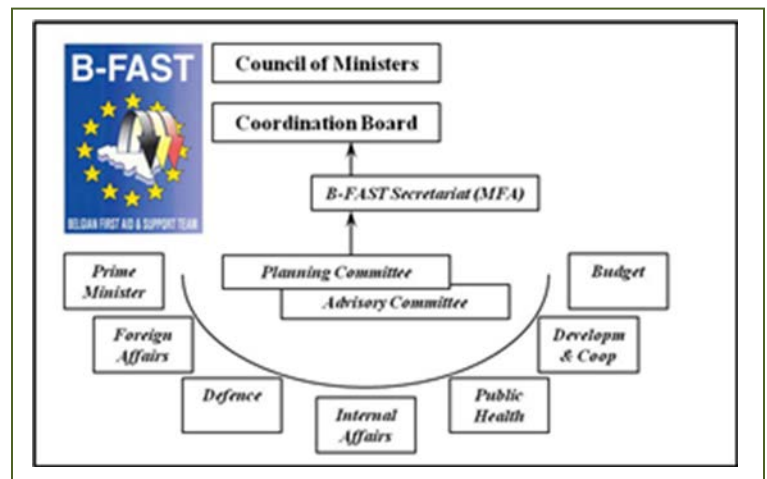 B-FAST
BELGIAN FIRST AID & SUPPORT TEAM
Council of Ministers
Coordination Board
B-FAST Secretariat (MFA)
Planning Committee
Advisory Committee
Prime
Minister
Foreign
Affairs
Defence
Internal
Affairs
Public
Health
Developm
& Coop
Budget